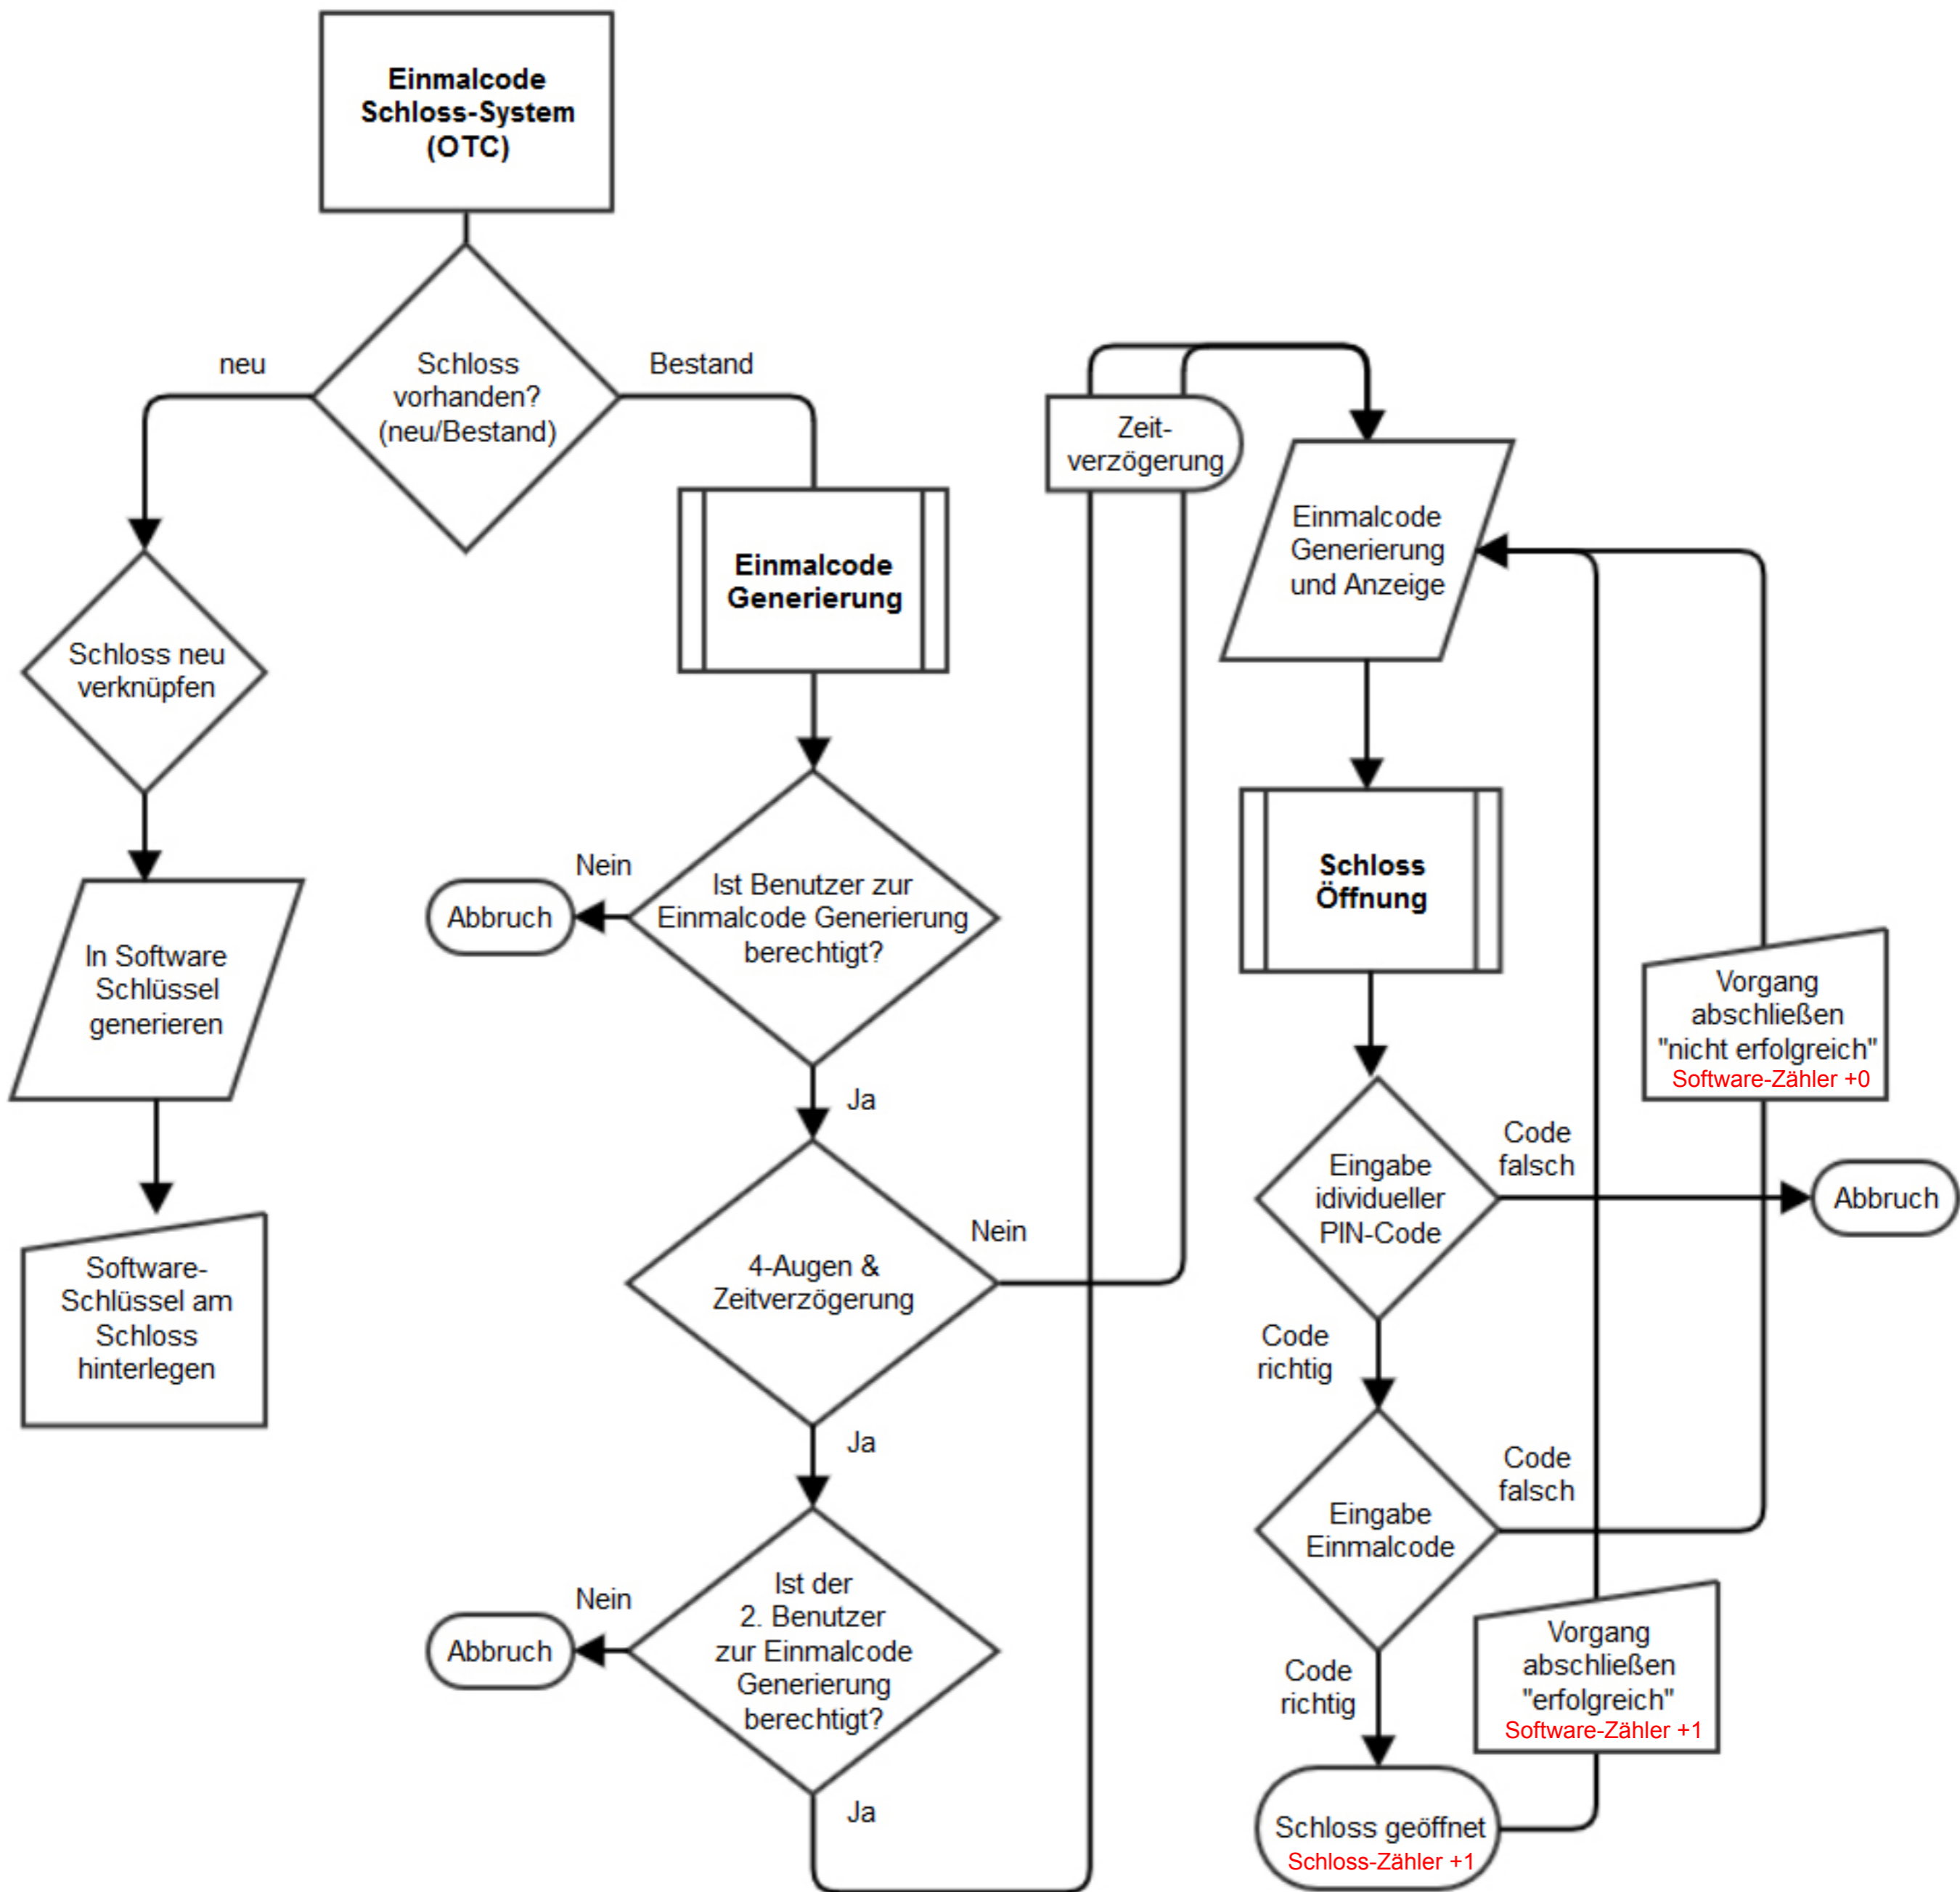 Einmalcode
Schloss-System
(OTC)
neu
Schloss
vorhanden?
(neu/Bestand)
Bestand
Schloss neu
verknüpfen
In Software
Schlüssel
generieren
Software-
Schlüssel am
Schloss
hinterlegen
Einmalcode
Generierung
Ist Benutzer zur
Einmalcode Generierung
berechtigt?
Nein
Abbruch
Ja
4-Augen &
Zeitverzögerung
Nein
Ja
Ist der
2. Benutzer
zur Einmalcode
Generierung
berechtigt?
Nein
Abbruch
Ja
Zeit-
verzögerung
Einmalcode
Generierung
und Anzeige
Schloss
Öffnung
Eingabe
idividueller
PIN-Code
Code
falsch
Abbruch
Code
richtig
Eingabe
Einmalcode
Code
falsch
Vorgang
abschließen
"nicht erfolgreich"
Software-Zähler +0
Code
richtig
Schloss geöffnet
Schloss-Zähler +1
Vorgang
abschließen
"erfolgreich"
Software-Zähler +1